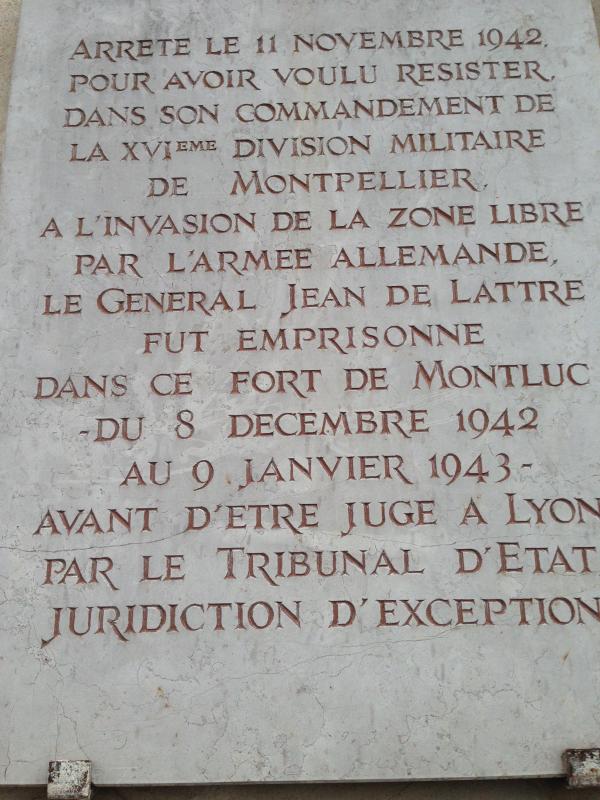 ARRETE LE 11 NOVEMBRE 1942,
POUR AVOIR VOULU RESISTER,
DANS SON COMMANDEMENT DE
LA XVIEME DIVISION MILITAIRE
DE MONTPELLIER,
A L'INVASION DE LA ZONE LIBRE
PAR L'ARMEE ALLEMANDE,
LE GENERAL JEAN DE LATTRE
FUT EMPRISONNE
DANS CE FORT DE MONTLUC
-DU 8 DECEMBRE 1942
AU 9 JANVIER 1943-
AVANT D'ETRE JUGE A LYON
PAR LE TRIBUNAL D'ETAT
JURIDICTION D'EXCEPTION